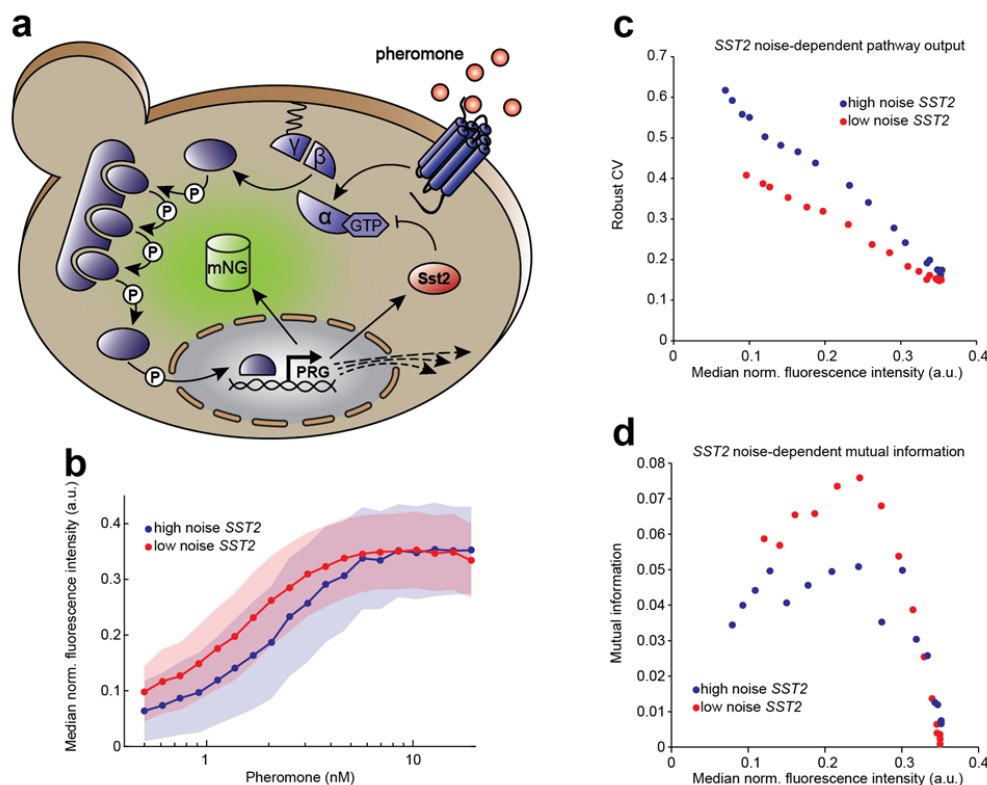 a
pheromone
γ
β
α
GTP
P
P
P
P
P
mNG
Sst2
PRG
b
Median norm. fluorescence intensity (a.u.)
0.4
0.3
0.1
0
high noise SST2
low noise SST2
1
10
Pheromone (nM)
c
SST2 noise-dependent pathway output
Robust CV
0.7
0.6
0.5
0.4
0.3
0.2
0.1
0
high noise SST2
low noise SST2
0
0.1
0.2
0.3
0.4
Median norm. fluorescence intensity (a.u.)
d
SST2 noise-dependent mutual information
Mutual information
0.08
0.07
0.06
0.05
0.04
0.03
0.02
0.01
0
high noise SST2
low noise SST2
0
0.1
0.2
0.3
0.4
Median norm. fluorescence intensity (a.u.)